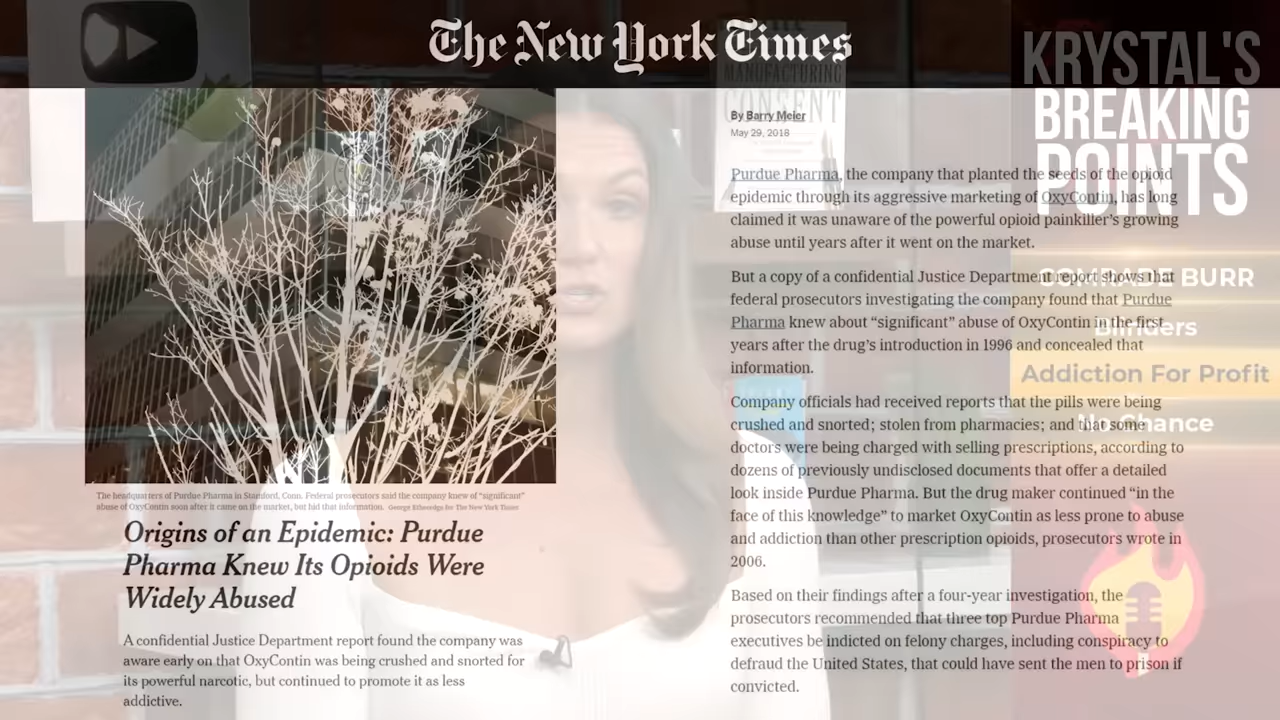 The New York Times
MANUFACTURING
CONSENT
KRYSTAL'S
BREAKING
POINTS
COMRADE BURR
Blinders
Addiction For Profit
No Chance
The headquarters of Purdue Pharma in Stamford, Conn. Federal prosecutors said the company knew of “significant”
abuse of OxyContin soon after it came on the market, but hid that information. George Etheredge for The New York Times
Origins of an Epidemic: Purdue
Pharma Knew Its Opioids Were
Widely Abused
A confidential Justice Department report found the company was
aware early on that OxyContin was being crushed and snorted for
its powerful narcotic, but continued to promote it as less
addictive.
By Barry Meier
May 29, 2018
Purdue Pharma, the company that planted the seeds of the opioid
epidemic through its aggressive marketing of OxyContin, has long
claimed it was unaware of the powerful opioid painkiller’s growing
abuse until years after it went on the market.
But a copy of a confidential Justice Department report shows that
federal prosecutors investigating the company found that Purdue
Pharma knew about “significant” abuse of OxyContin in the first
years after the drug’s introduction in 1996 and concealed that
information.
Company officials had received reports that the pills were being
crushed and snorted; stolen from pharmacies; and that some
doctors were being charged with selling prescriptions, according to
dozens of previously undisclosed documents that offer a detailed
look inside Purdue Pharma. But the drug maker continued “in the
face of this knowledge” to market OxyContin as less prone to abuse
and addiction than other prescription opioids, prosecutors wrote in
2006.
Based on their findings after a four-year investigation, the
prosecutors recommended that three top Purdue Pharma
executives be indicted on felony charges, including conspiracy to
defraud the United States, that could have sent the men to prison if
convicted.